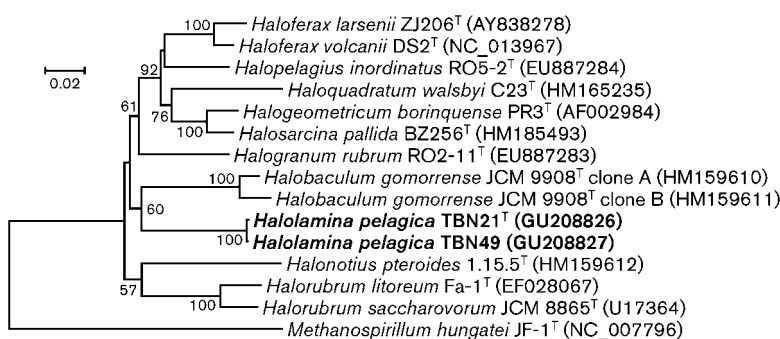 100
Haloferax larsenii ZJ206ᵀ (AY838278)
Haloferax volcanii DS2ᵀ (NC_013967)
92
Halopelagius inordinatus RO5-2ᵀ (EU887284)
0.02
Haloquadratum walsbyi C23ᵀ (HM165235)
61
76
Halogeometricum borinquense PR3ᵀ (AF002984)
100
Halosarcina pallida BZ256ᵀ (HM185493)
Halogranum rubrum RO2-11ᵀ (EU887283)
100
Halobaculum gomorrense JCM 9908ᵀ clone A (HM159610)
Halobaculum gomorrense JCM 9908ᵀ clone B (HM159611)
60
Halolamina pelagica TBN21ᵀ (GU208826)
100
Halolamina pelagica TBN49 (GU208827)
Halonotius pteroides 1.15.5ᵀ (HM159612)
57
Halorubrum litoreum Fa-1ᵀ (EF028067)
100
Halorubrum saccharovorum JCM 8865ᵀ (U17364)
Methanospirillum hungatei JF-1ᵀ (NC_007796)